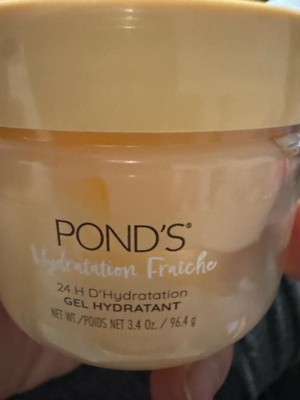 POND'S®
Hydratation Fraîche
24 H D'Hydratation
GEL HYDRATANT
NET WT./POIDS NET 3.4 Oz. / 96.4 g